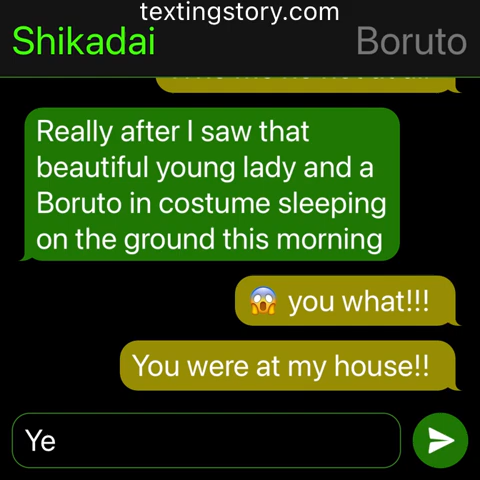 textingstory.com
Shikadai Boruto
Really after I saw that
beautiful young lady and a
Boruto in costume sleeping
on the ground this morning
😱 you what!!!
You were at my house!!
Ye